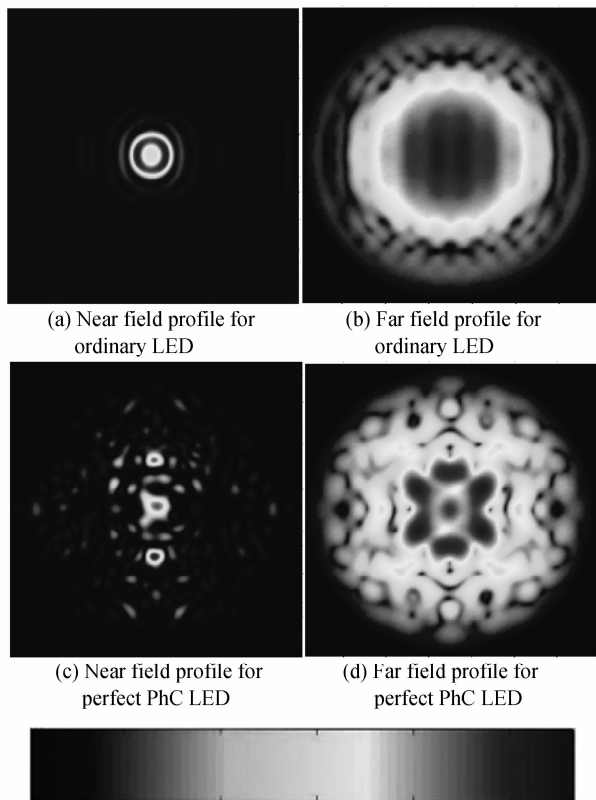 (a) Near field profile for
ordinary LED
(b) Far field profile for
ordinary LED
(c) Near field profile for
perfect PhC LED
(d) Far field profile for
perfect PhC LED